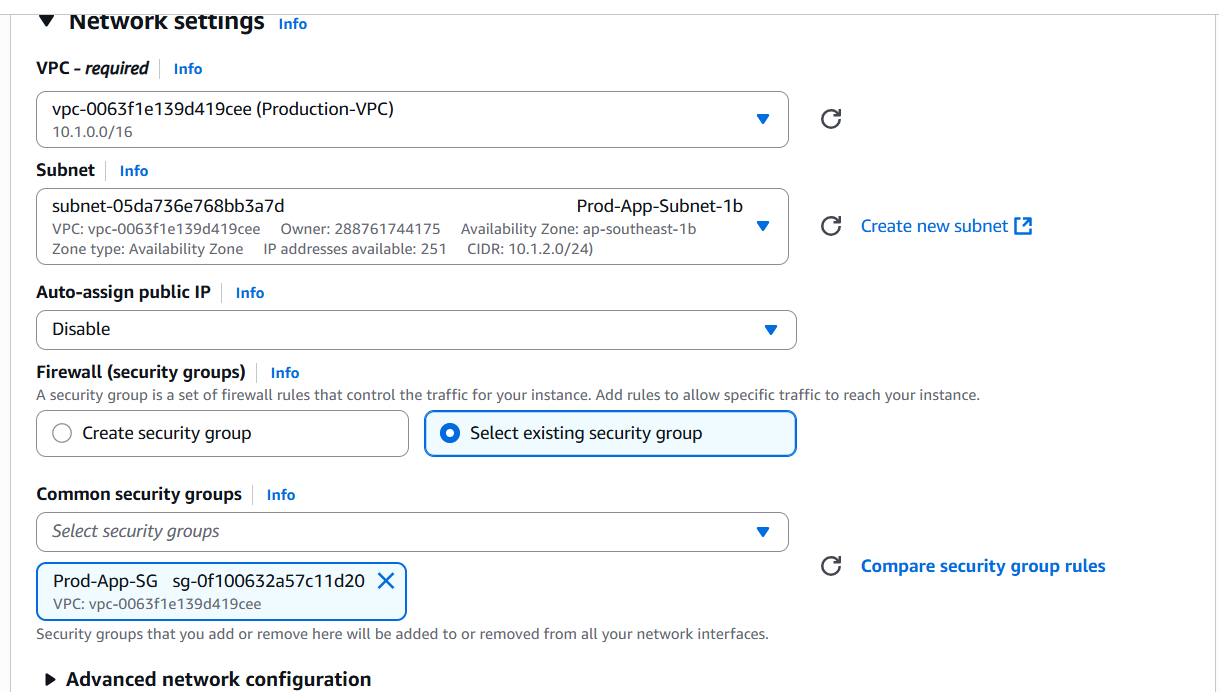 Network settings Info
VPC - required Info
vpc-0063f1e139d419cee (Production-VPC)
10.1.0.0/16
Subnet Info
subnet-05da736e768bb3a7d Prod-App-Subnet-1b
VPC: vpc-0063f1e139d419cee Owner: 288761744175 Availability Zone: ap-southeast-1b
Zone type: Availability Zone IP addresses available: 251 CIDR: 10.1.2.0/24)
Create new subnet
Auto-assign public IP Info
Disable
Firewall (security groups) Info
A security group is a set of firewall rules that control the traffic for your instance. Add rules to allow specific traffic to reach your instance.
Create security group
Select existing security group
Common security groups Info
Select security groups
Prod-App-SG sg-0f100632a57c11d20
VPC: vpc-0063f1e139d419cee
Compare security group rules
Security groups that you add or remove here will be added to or removed from all your network interfaces.
Advanced network configuration